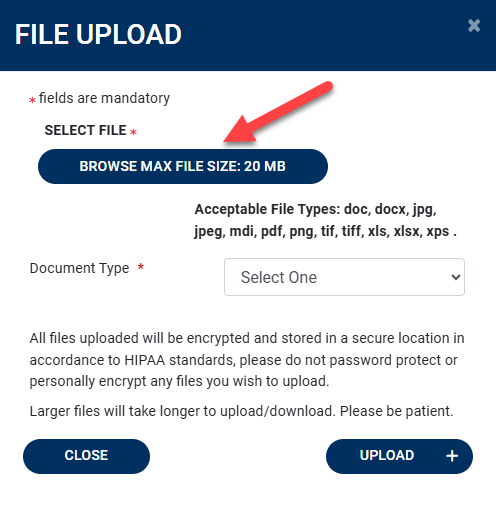 FILE UPLOAD ×
* fields are mandatory
SELECT FILE *
BROWSE MAX FILE SIZE: 20 MB
Acceptable File Types: doc, docx, jpg,
jpeg, mdi, pdf, png, tif, tiff, xls, xlsx, xps .
Document Type * Select One
All files uploaded will be encrypted and stored in a secure location in
accordance to HIPAA standards, please do not password protect or
personally encrypt any files you wish to upload.
Larger files will take longer to upload/download. Please be patient.
CLOSE UPLOAD +